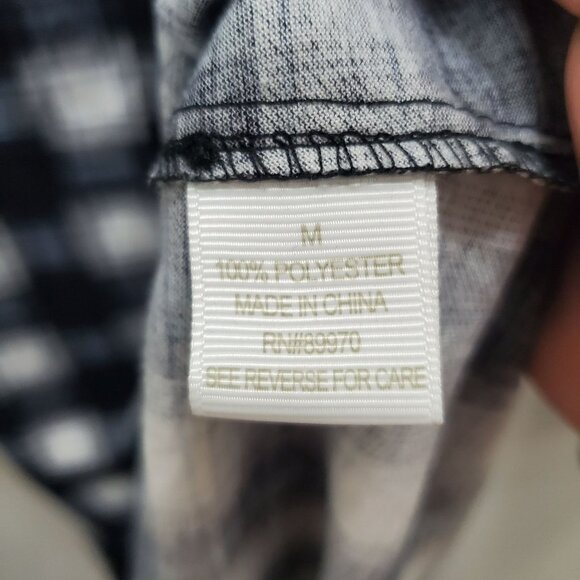 M
100% POLYESTER
MADE IN CHINA
RN#89970
SEE REVERSE FOR CARE